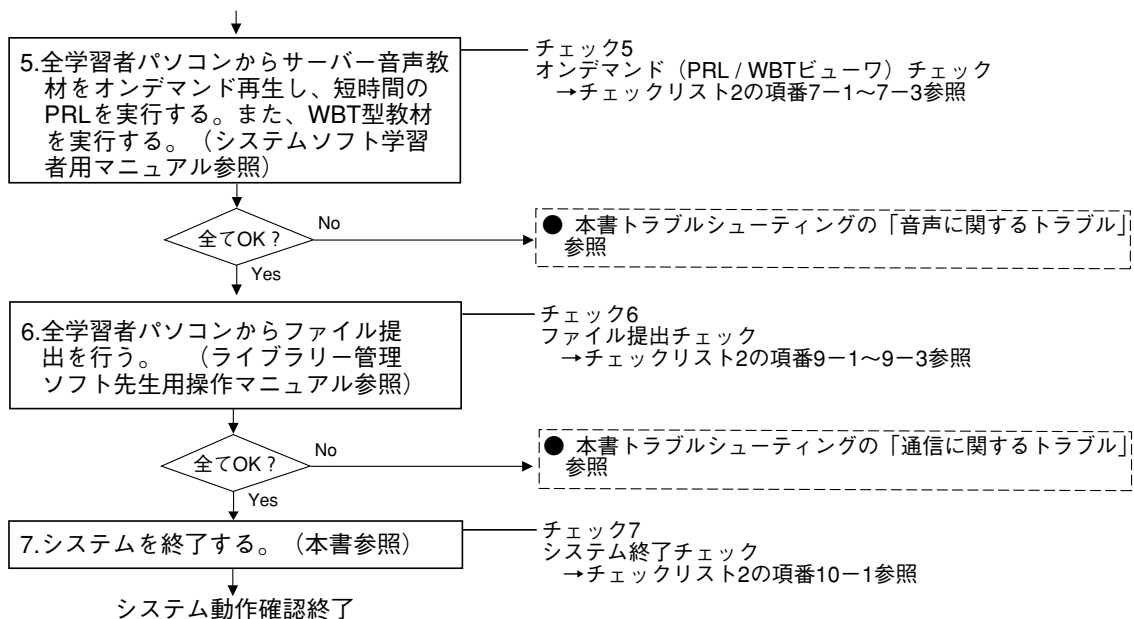 5.全学習者パソコンからサーバー音声教
材をオンデマンド再生し、短時間の
PRLを実行する。また、WBT型教材
を実行する。（システムソフト学習
者用マニュアル参照）
チェック5
オンデマンド（PRL / WBTビューワ）チェック
→チェックリスト2の項番7－1～7－3参照
全てOK？
No
Yes
● 本書トラブルシューティングの「音声に関するトラブル」
参照
6.全学習者パソコンからファイル提
出を行う。　（ライブラリー管理
ソフト先生用操作マニュアル参照）
チェック6
ファイル提出チェック
→チェックリスト2の項番9－1～9－3参照
全てOK？
No
Yes
● 本書トラブルシューティングの「通信に関するトラブル」
参照
7.システムを終了する。（本書参照）
チェック7
システム終了チェック
→チェックリスト2の項番10－1参照
システム動作確認終了